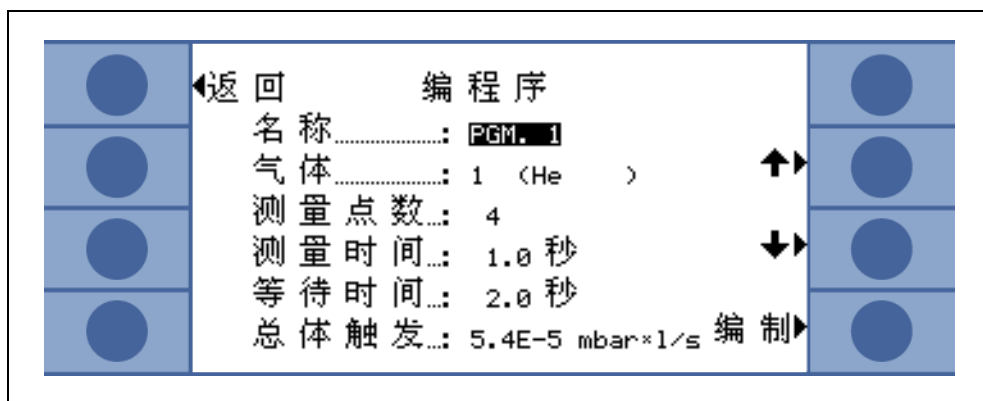 ◀返回 编程序
名称......: PGM. 1
气体......: 1 (He )
测量点数...: 4
测量时间...: 1.0 秒
等待时间...: 2.0 秒
总体触发...: 5.4E-5 mbar×l/s 编制▶